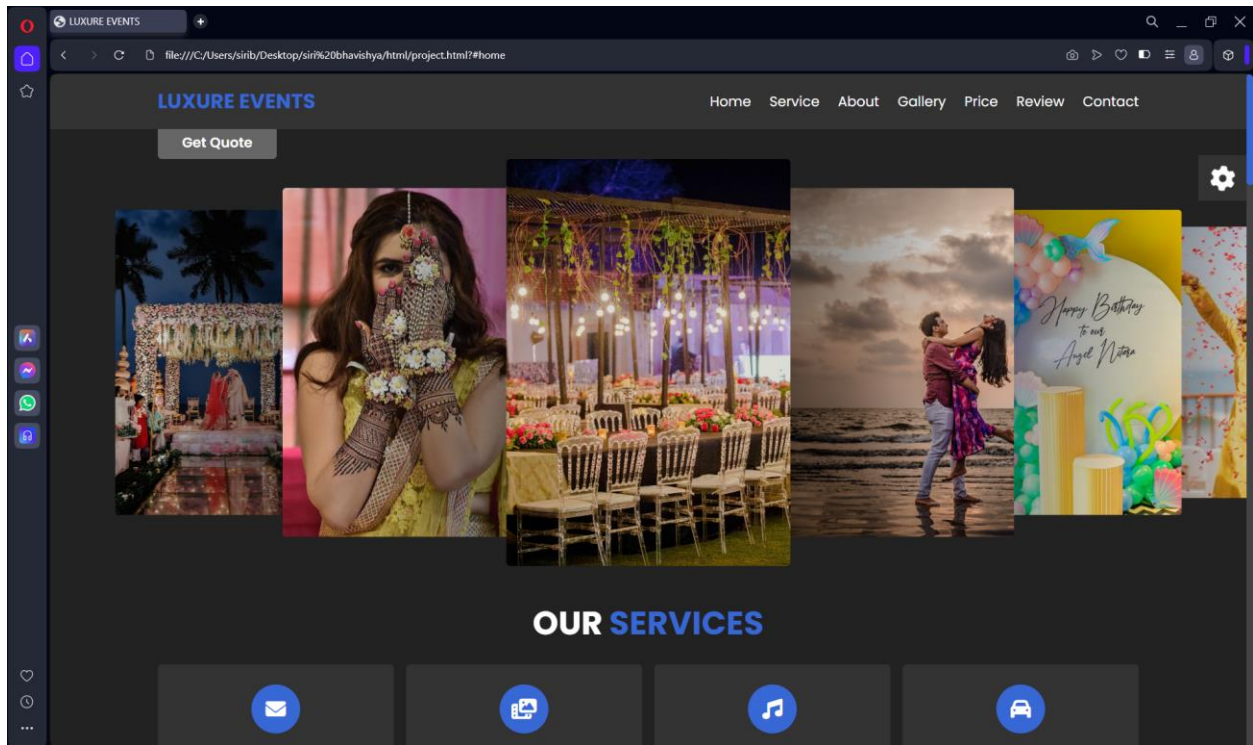 LUXURE EVENTS
file:///C:/Users/sirib/Desktop/siri%20bhavishya/html/project.html?#home
LUXURE EVENTS
Home Service About Gallery Price Review Contact
Get Quote
Happy Birthday
to our
Angel Nitara
OUR SERVICES